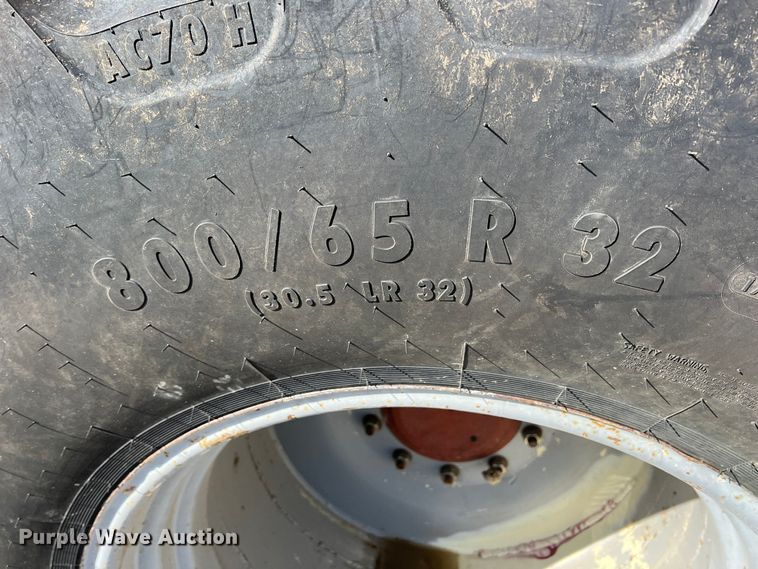 AC70 H
800/65 R 32
(30.5 LR 32)
SAFETY WARNING
Purple Wave Auction